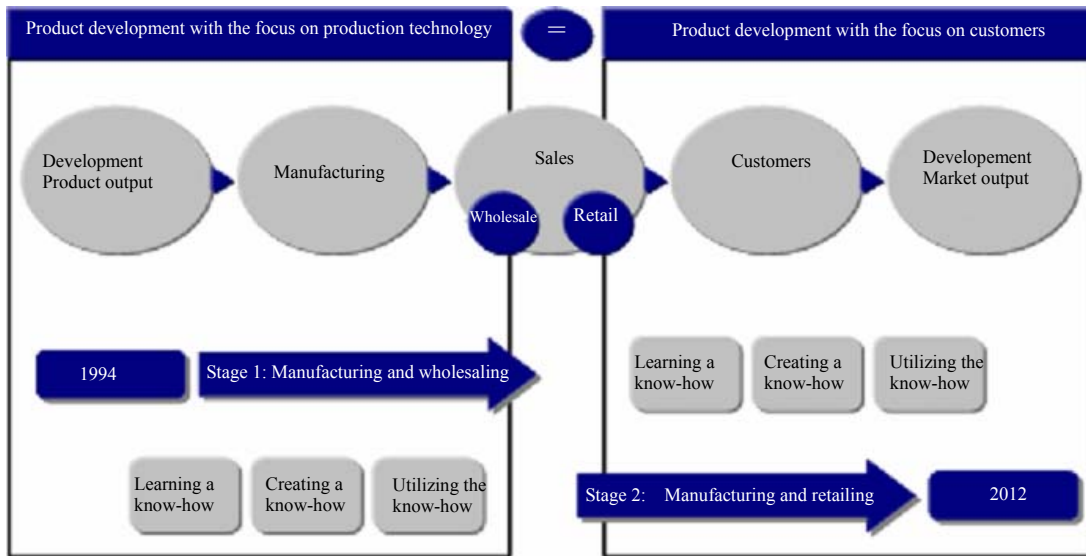 Product development with the focus on production technology
=
Product development with the focus on customers
Development
Product output
Manufacturing
Sales
Wholesale
Retail
Customers
Developement
Market output
1994
Stage 1: Manufacturing and wholesaling
Learning a
know-how
Creating a
know-how
Utilizing the
know-how
Learning a
know-how
Creating a
know-how
Utilizing the
know-how
Stage 2: Manufacturing and retailing
2012